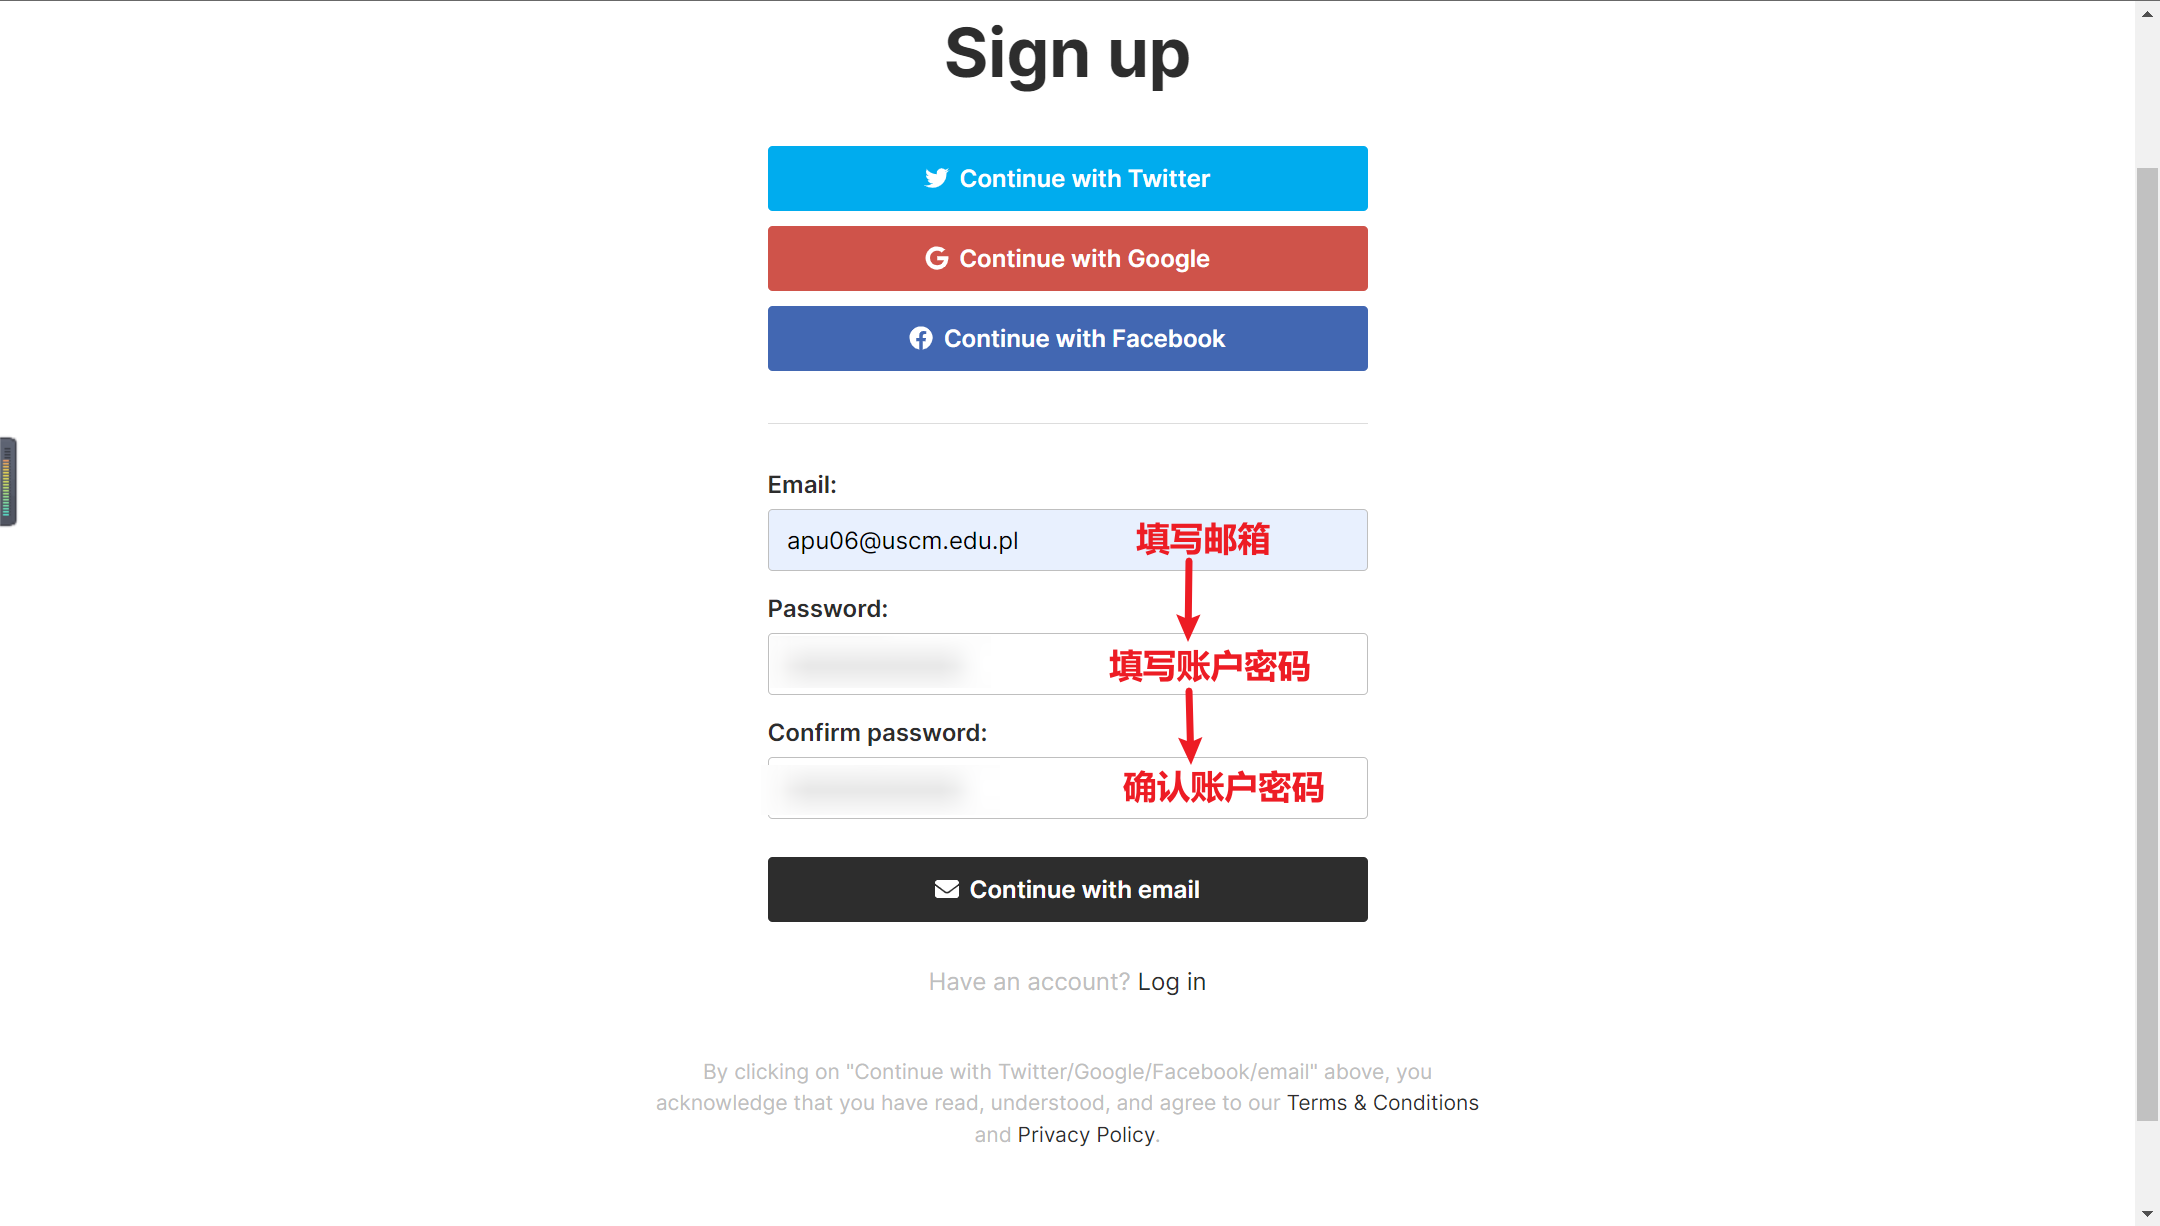 Sign up
Continue with Twitter
Continue with Google
Continue with Facebook
Email:
apu06@uscm.edu.pl 填写邮箱
Password:
填写账户密码
Confirm password:
确认账户密码
Continue with email
Have an account? Log in
By clicking on "Continue with Twitter/Google/Facebook/email" above, you
acknowledge that you have read, understood, and agree to our Terms & Conditions
and Privacy Policy.